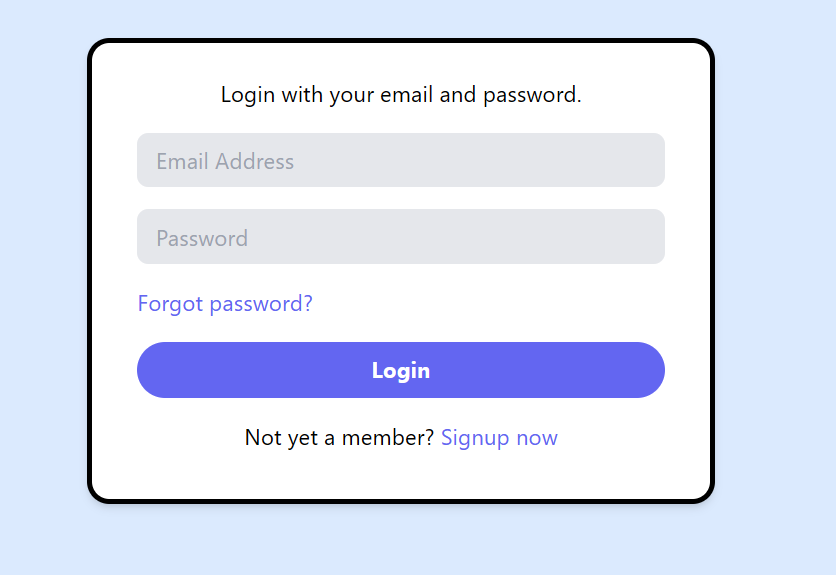 Login with your email and password.
Email Address
Password
Forgot password?
Login
Not yet a member? Signup now